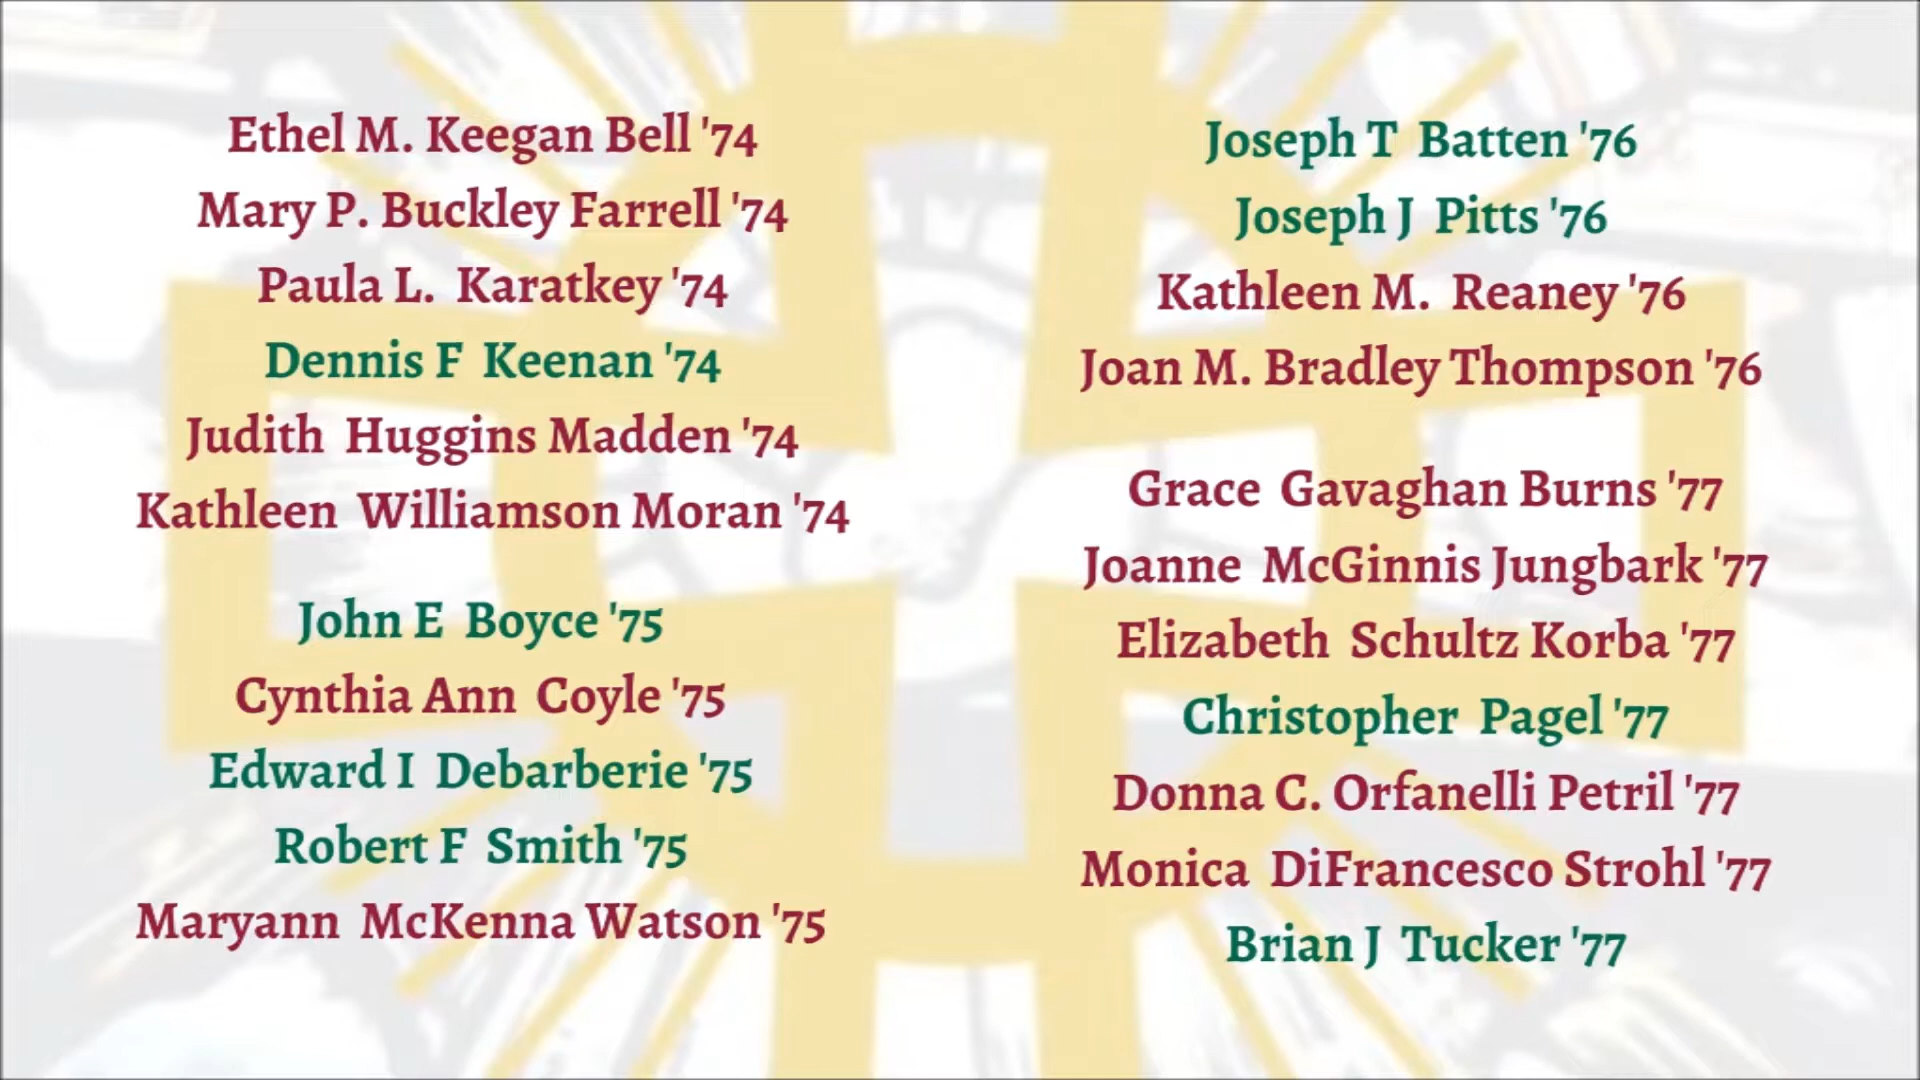 Ethel M. Keegan Bell '74
Mary P. Buckley Farrell '74
Paula L. Karatkey '74
Dennis F Keenan '74
Judith Huggins Madden '74
Kathleen Williamson Moran '74
John E Boyce '75
Cynthia Ann Coyle '75
Edward I Debarberie '75
Robert F Smith '75
Maryann McKenna Watson '75
Joseph T Batten '76
Joseph J Pitts '76
Kathleen M. Reaney '76
Joan M. Bradley Thompson '76
Grace Gavaghan Burns '77
Joanne McGinnis Jungbark '77
Elizabeth Schultz Korba '77
Christopher Pagel '77
Donna C. Orfanelli Petril '77
Monica DiFrancesco Strohl '77
Brian J Tucker '77